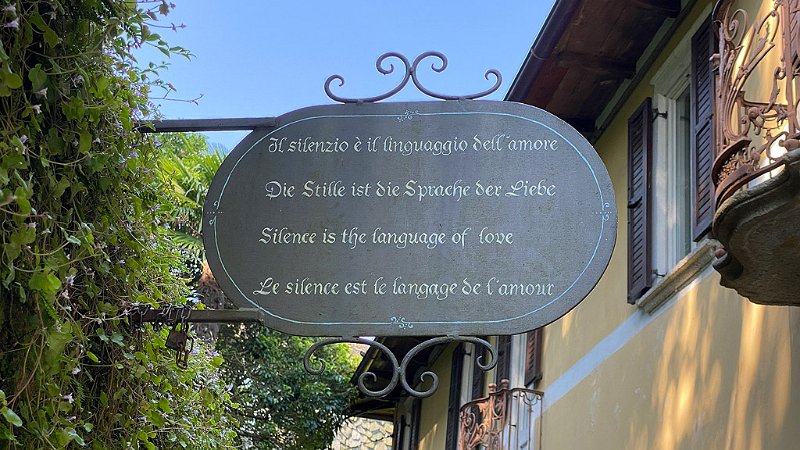 Il silenzio è il linguaggio dell'amore
Die Stille ist die Sprache der Liebe
Silence is the language of love
Le silence est le langage de l'amour